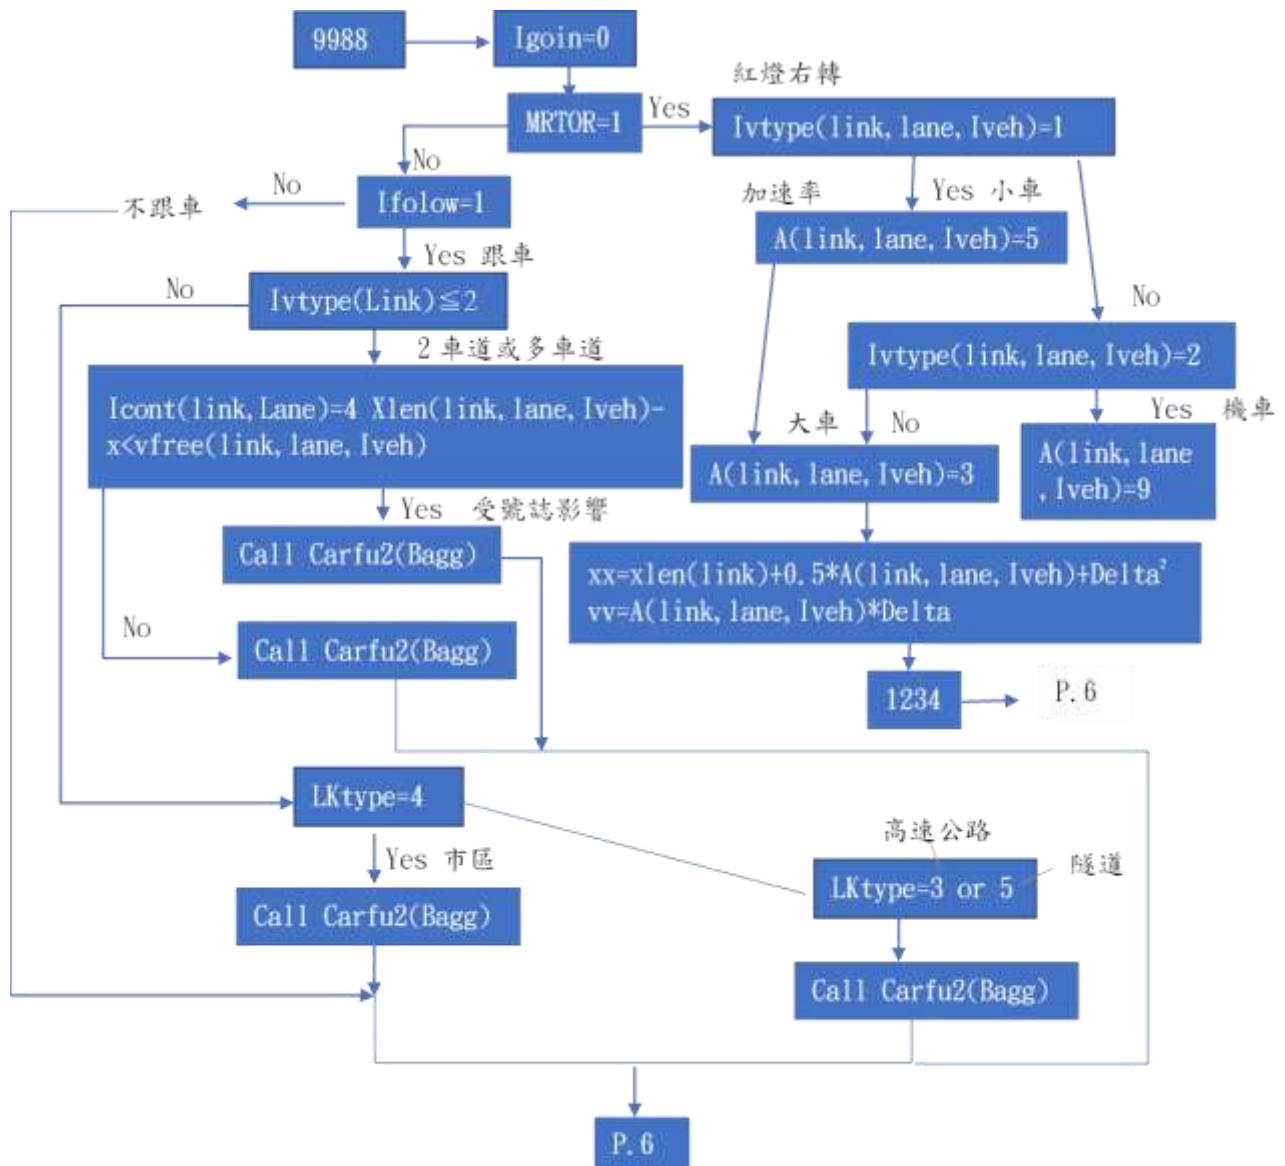 9988
Igoin=0
紅燈右轉
MRTOR=1
Yes
Ivtype(link,lane,Iveh)=1
No
No
不跟車
Ifolow=1
加速率
Yes 小車
A(link,lane,Iveh)=5
Yes 跟車
No
Ivtype(Link)≦2
No
2 車道或多車道
Ivtype(link,lane,Iveh)=2
Icont(link,Lane)=4 Xlen(link,lane,Iveh)-
x<vfree(link,lane,Iveh)
大車
No
Yes 機車
A(link,lane,Iveh)=3
A(link,lane
,Iveh)=9
Yes 受號誌影響
Call Carfu2(Bagg)
xx=xlen(link)+0.5*A(link,lane,Iveh)+Delta²
vv=A(link,lane,Iveh)*Delta
No
Call Carfu2(Bagg)
1234
P.6
LKtype=4
高速公路
Yes 市區
LKtype=3 or 5
隧道
Call Carfu2(Bagg)
Call Carfu2(Bagg)
P.6